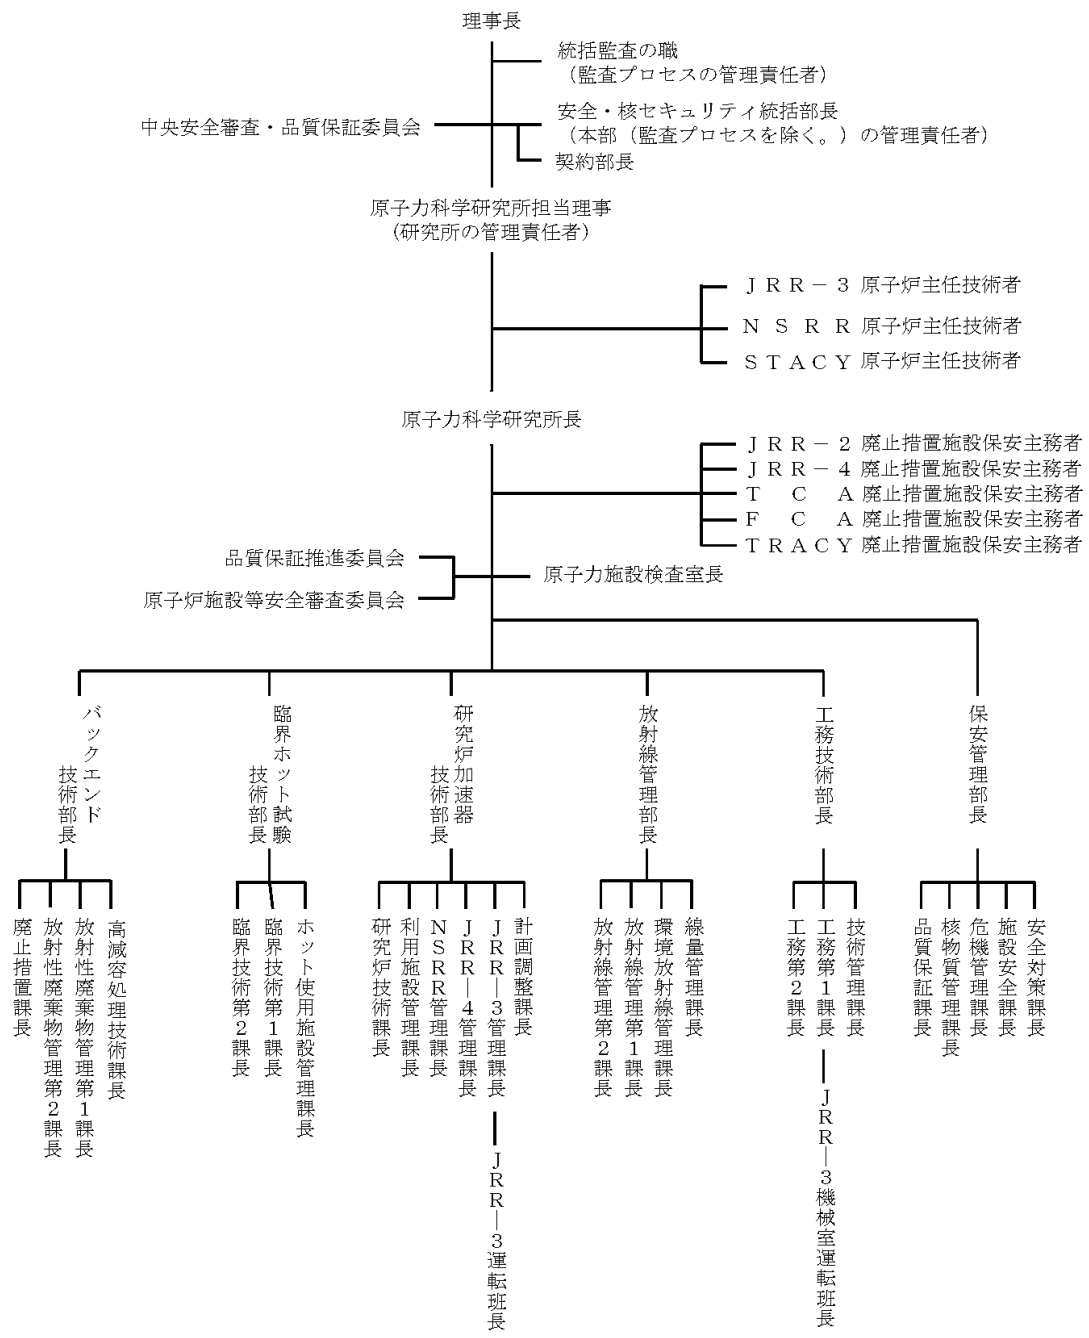 理事長
統括監査の職
（監査プロセスの管理責任者）
中央安全審査・品質保証委員会
安全・核セキュリティ統括部長
（本部（監査プロセスを除く。）の管理責任者）
契約部長
原子力科学研究所担当理事
（研究所の管理責任者）
ＪＲＲ－３ 原子炉主任技術者
ＮＳＲＲ 原子炉主任技術者
ＳＴＡＣＹ 原子炉主任技術者
原子力科学研究所長
ＪＲＲ－２ 廃止措置施設保安主務者
ＪＲＲ－４ 廃止措置施設保安主務者
ＴＣＡ 廃止措置施設保安主務者
ＦＣＡ 廃止措置施設保安主務者
ＴＲＡＣＹ 廃止措置施設保安主務者
品質保証推進委員会
原子力施設検査室長
原子炉施設等安全審査委員会
バックエンド
技術部長
臨界ホット試験
技術部長
研究炉加速器
技術部長
放射線管理部長
工務技術部長
保安管理部長
廃止措置課長
放射性廃棄物管理第２課長
放射性廃棄物管理第１課長
高減容処理技術課長
臨界技術第２課長
臨界技術第１課長
ホット使用施設管理課長
研究炉技術課長
利用施設管理課長
ＮＳＲＲ管理課長
ＪＲＲ―４管理課長
ＪＲＲ―３管理課長
計画調整課長
放射線管理第２課長
放射線管理第１課長
環境放射線管理課長
線量管理課長
工務第２課長
工務第１課長
技術管理課長
品質保証課長
核物質管理課長
危機管理課長
施設安全課長
安全対策課長
ＪＲＲ―３運転班長
ＪＲＲ―３機械室運転班長